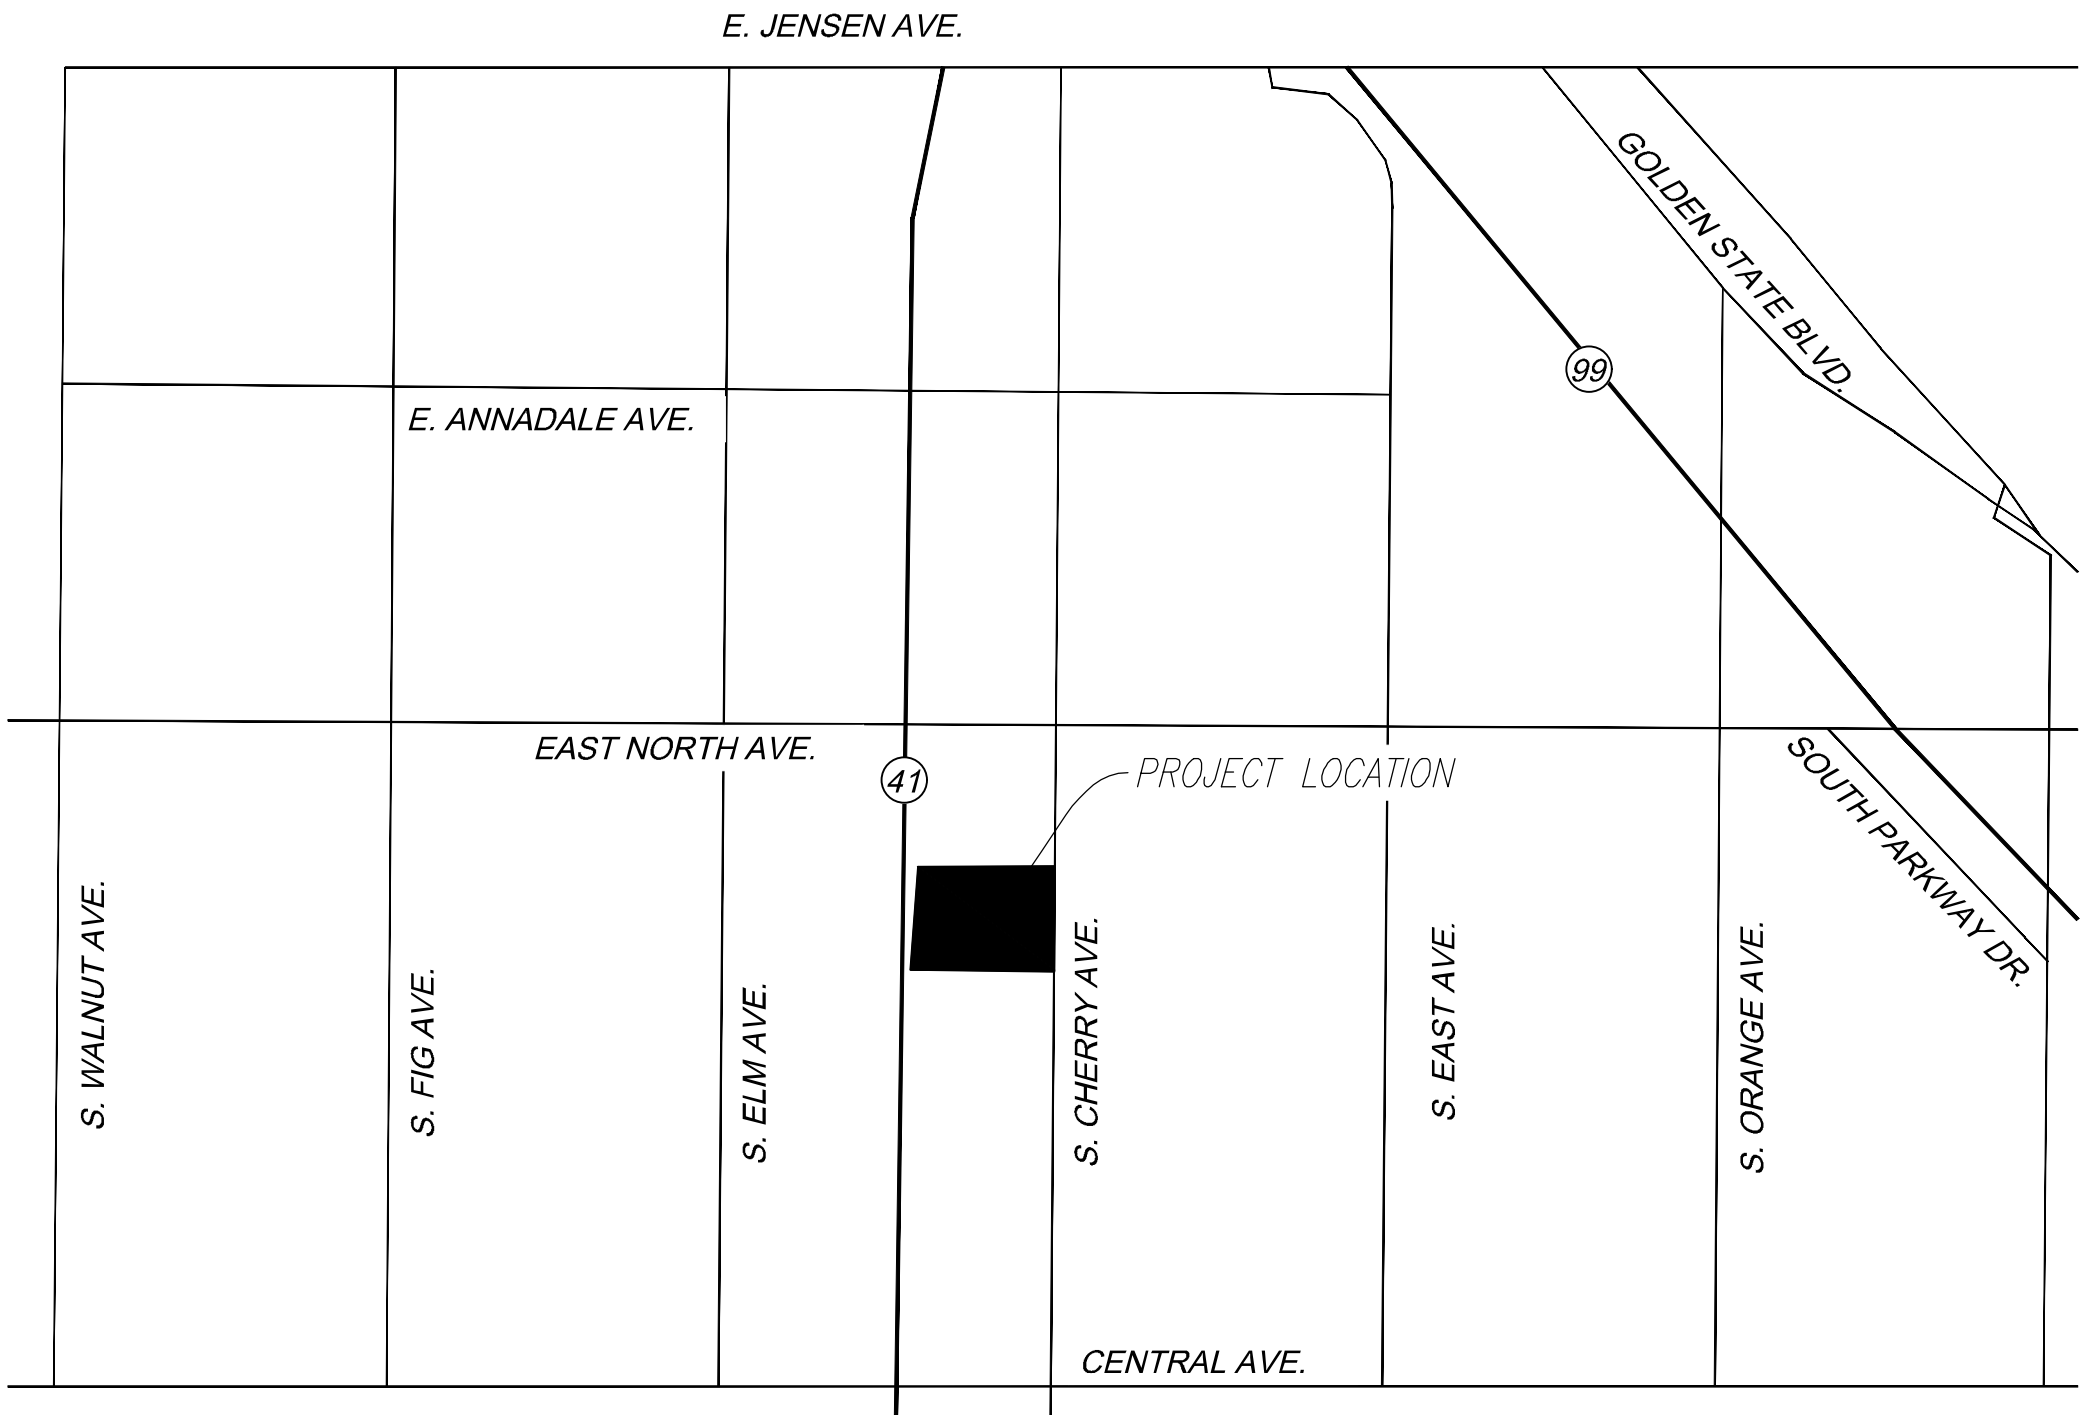 E. JENSEN AVE.
GOLDEN STATE BLVD.
99
E. ANNADALE AVE.
EAST NORTH AVE.
41
PROJECT LOCATION
SOUTH PARKWAY DR.
S. WALNUT AVE.
S. FIG AVE.
S. ELM AVE.
S. CHERRY AVE.
S. EAST AVE.
S. ORANGE AVE.
CENTRAL AVE.